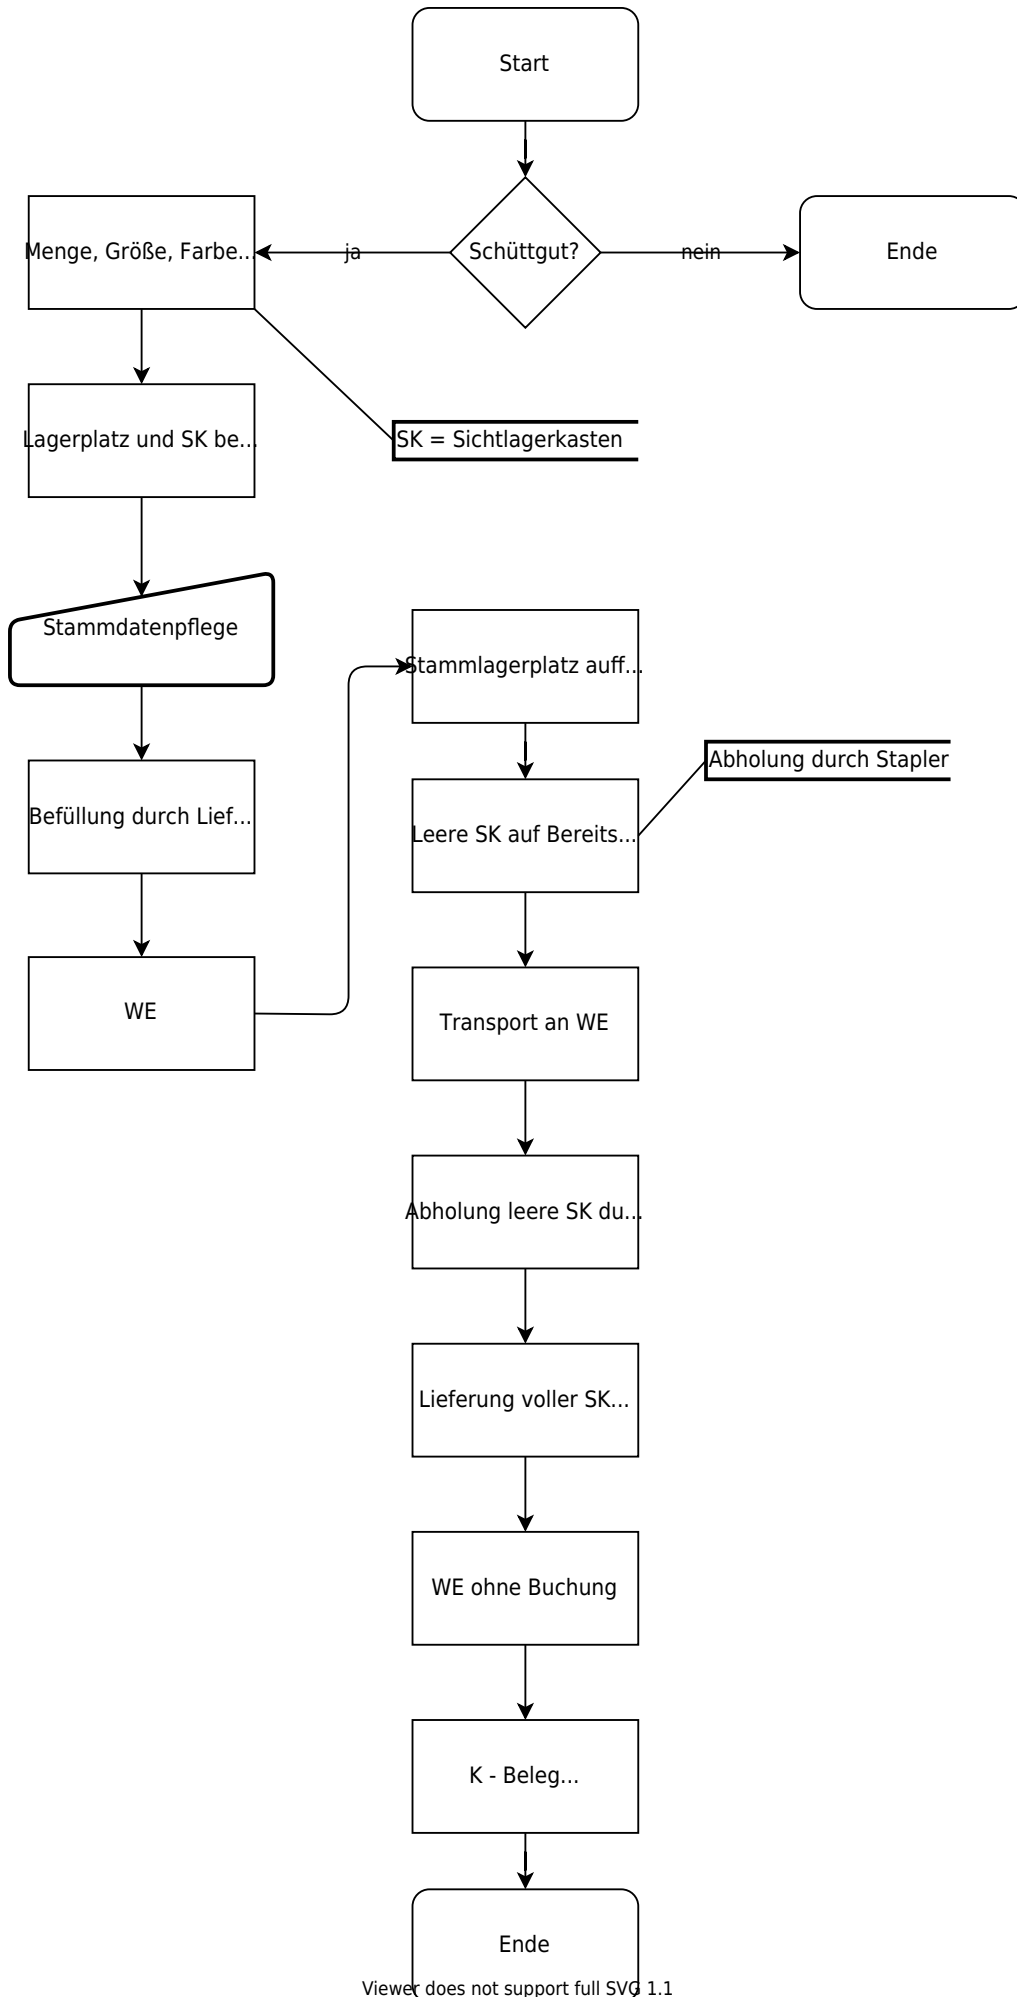 Start
Schüttgut?
ja
nein
Menge, Größe, Farbe...
Ende
Lagerplatz und SK be...
SK = Sichtlagerkasten
Stammdatenpflege
Befüllung durch Lief...
WE
Stammlagerplatz auff...
Leere SK auf Bereits...
Abholung durch Stapler
Transport an WE
Abholung leere SK du...
Lieferung voller SK...
WE ohne Buchung
K - Beleg...
Ende
Viewer does not support full SVG 1.1